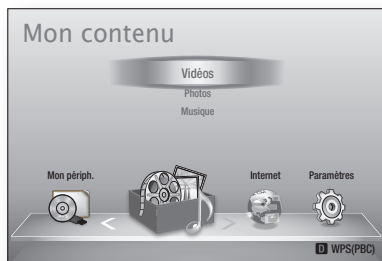 Mon contenu
Vidéos
Photos
Musique
Mon périph.
Internet
Paramètres
D WPS(PBC)